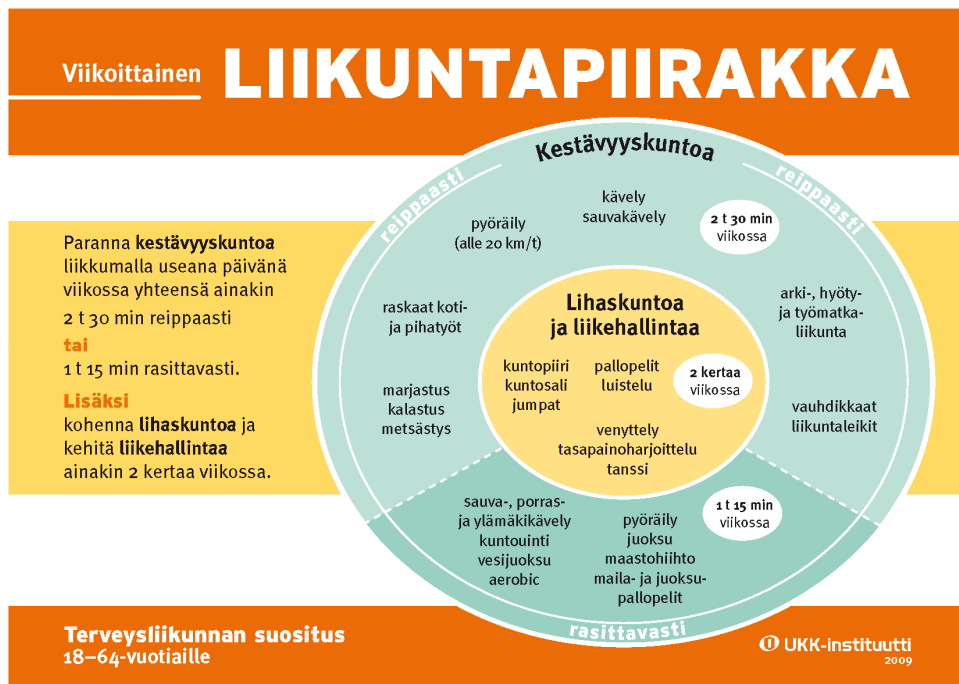 Viikoittainen
LIIKUNTAPIIRAKKA
Paranna kestävyyskuntoa
liikkumalla useana päivänä
viikossa yhteensä ainakin
2 t 30 min reippaasti
tai
1 t 15 min rasittavasti.
Lisäksi
kohenna lihaskuntoa ja
kehitä liikehallintaa
ainakin 2 kertaa viikossa.
Kestävyyskuntoa
reippaasti
reippaasti
kävely
sauvakävely
2 t 30 min
viikossa
pyöräily
(alle 20 km/t)
raskaat koti-
ja pihatyöt
arki-, hyöty-
ja työmatka-
liikunta
marjastus
kalastus
metsästys
vauhdikkaat
liikuntaleikit
Lihaskuntoa
ja liikehallintaa
kuntopiiri
kuntosali
jumpat
pallopelit
luistelu
2 kertaa
viikossa
venyttely
tasapainoharjoittelu
tanssi
sauva-, porras-
ja ylämäkikävely
kuntouinti
vesijuoksu
aerobic
pyöräily
juoksu
maastohiihto
maila- ja juoksu-
pallopelit
1 t 15 min
viikossa
rasittavasti
Terveysliikunnan suositus
18–64-vuotiaille
UKK-instituutti
2009